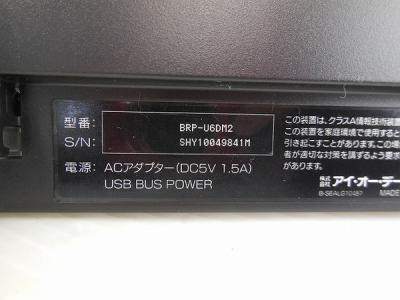 型番: BRP-U6DM2
S/N: SHY10049841M
電源: ACアダプター(DC5V 1.5A)
USB BUS POWER
この装置は、クラスA情報技術装置
この装置を家庭環境で使用すると
引き起こすことがあります。この
者が適切な対策を講ずるよう要求
があります。
株式会社 アイ・オー・デー
MADE